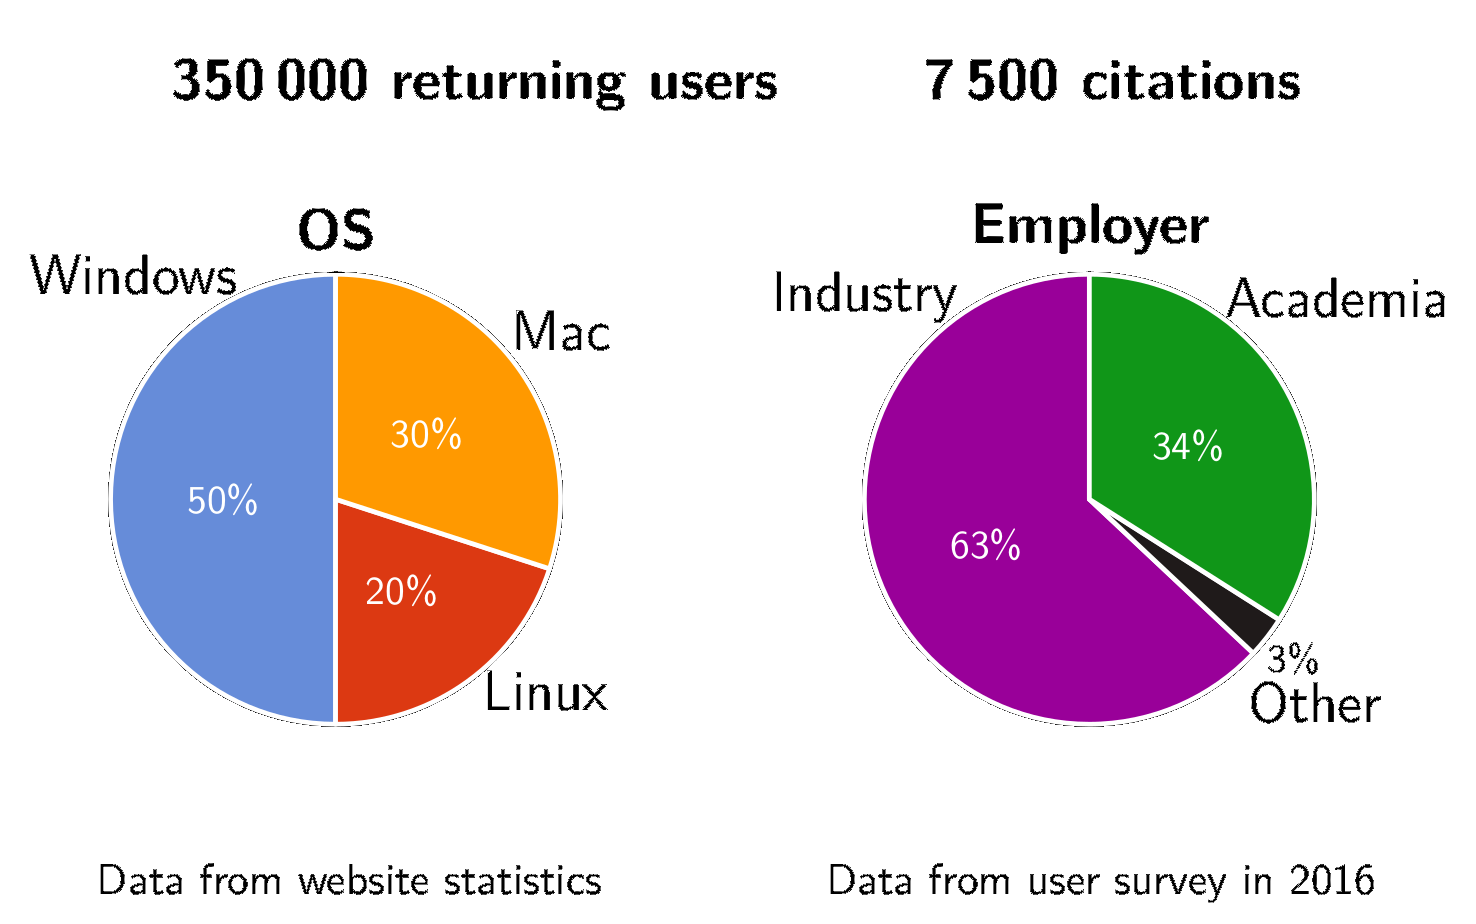 350 000 returning users
7 500 citations
OS
Windows
Mac
30%
50%
20%
Linux
Employer
Industry
Academia
34%
63%
3%
Other
Data from website statistics
Data from user survey in 2016